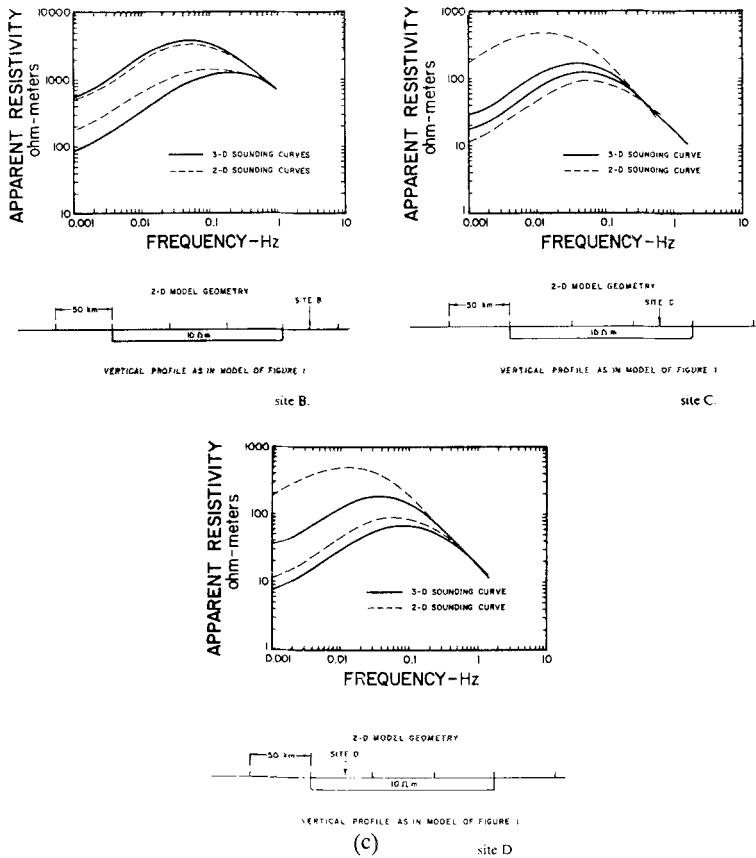 APPARENT RESISTIVITY
ohm-meters
10000
1000
100
10
3-D SOUNDING CURVES
2-D SOUNDING CURVES
0.001 0.01 0.1 1 10
FREQUENCY-Hz
2-D MODEL GEOMETRY
50 km
SITE B
10 Ω m
VERTICAL PROFILE AS IN MODEL OF FIGURE 1
site B.
APPARENT RESISTIVITY
ohm-meters
1000
100
10
1
3-D SOUNDING CURVE
2-D SOUNDING CURVE
0.001 0.01 0.1 1 10
FREQUENCY-Hz
2-D MODEL GEOMETRY
50 km
SITE C
10 Ω m
VERTICAL PROFILE AS IN MODEL OF FIGURE 1
site C.
APPARENT RESISTIVITY
ohm-meters
1000
100
10
1
3-D SOUNDING CURVE
2-D SOUNDING CURVE
0.001 0.01 0.1 1 10
FREQUENCY-Hz
2-D MODEL GEOMETRY
50 km
SITE D
10 Ω m
VERTICAL PROFILE AS IN MODEL OF FIGURE 1
(c)
site D